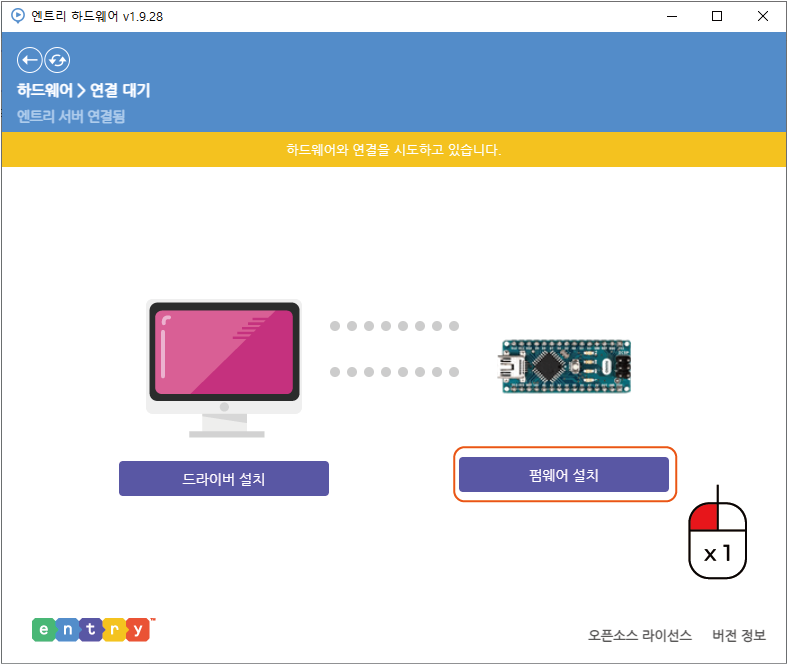 엔트리 하드웨어 v1.9.28
하드웨어 > 연결 대기
엔트리 서버 연결됨
하드웨어와 연결을 시도하고 있습니다.
드라이버 설치
펌웨어 설치
x 1
entry™
오픈소스 라이선스 버전 정보